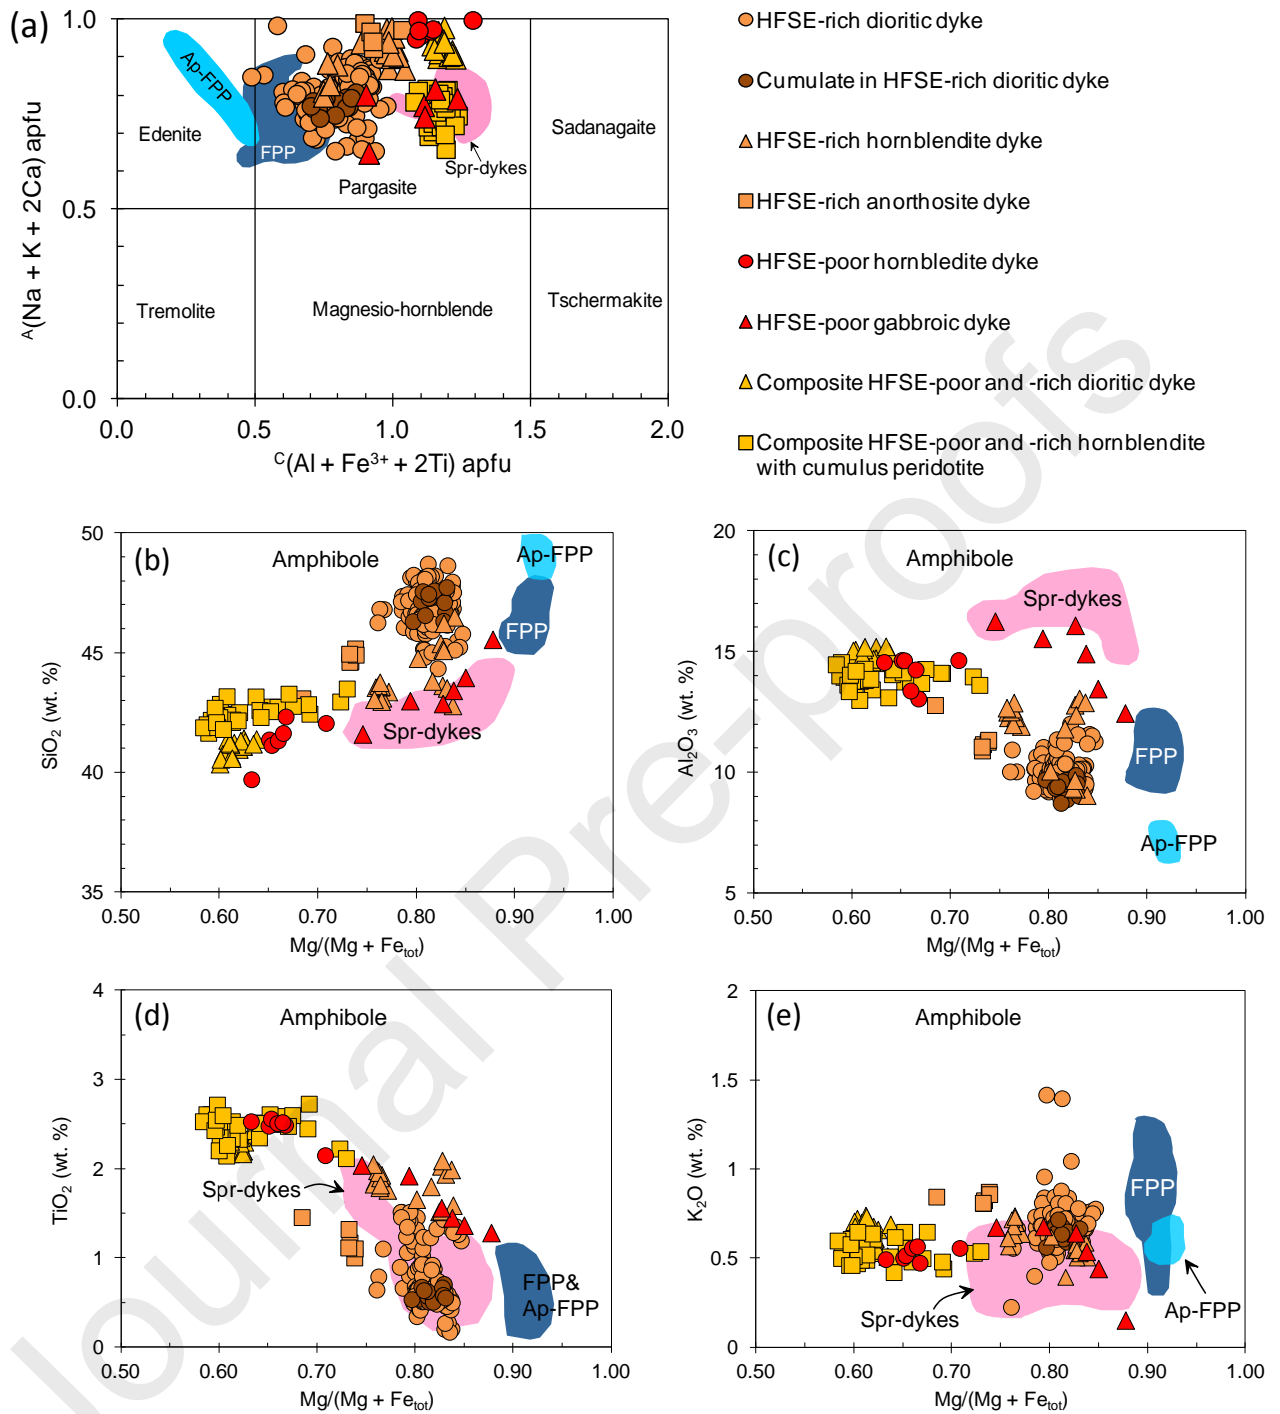 (a)
1.0
0.5
0.0
0.0
0.5
1.0
1.5
2.0
A(Na + K + 2Ca) apfu
C(Al + Fe3+ + 2Ti) apfu
Ap-FPP
Edenite
FPP
Pargasite
Spr-dykes
Sadanagaite
Tremolite
Magnesio-hornblende
Tschermakite
HFSE-rich dioritic dyke
Cumulate in HFSE-rich dioritic dyke
HFSE-rich hornblendite dyke
HFSE-rich anorthosite dyke
HFSE-poor hornbledite dyke
HFSE-poor gabbroic dyke
Composite HFSE-poor and -rich dioritic dyke
Composite HFSE-poor and -rich hornblendite
with cumulus peridotite
(b)
Amphibole
Ap-FPP
FPP
Spr-dykes
50
45
40
35
SiO2 (wt. %)
0.50 0.60 0.70 0.80 0.90 1.00
Mg/(Mg + Fetot)
(c)
Amphibole
Spr-dykes
FPP
Ap-FPP
20
15
10
5
Al2O3 (wt. %)
0.50 0.60 0.70 0.80 0.90 1.00
Mg/(Mg + Fetot)
(d)
Amphibole
Spr-dykes
FPP&
Ap-FPP
4
3
2
1
0
TiO2 (wt. %)
0.50 0.60 0.70 0.80 0.90 1.00
Mg/(Mg + Fetot)
(e)
Amphibole
FPP
Spr-dykes
Ap-FPP
2
1.5
1
0.5
0
K2O (wt. %)
0.50 0.60 0.70 0.80 0.90 1.00
Mg/(Mg + Fetot)
Journal Pre-proofs